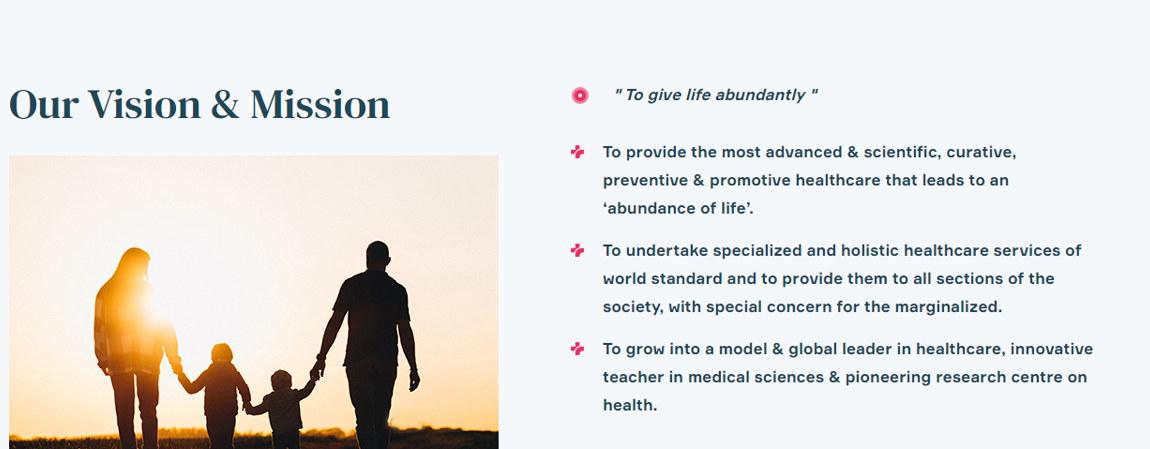 Our Vision & Mission
" To give life abundantly "
To provide the most advanced & scientific, curative,
preventive & promotive healthcare that leads to an
‘abundance of life’.
To undertake specialized and holistic healthcare services of
world standard and to provide them to all sections of the
society, with special concern for the marginalized.
To grow into a model & global leader in healthcare, innovative
teacher in medical sciences & pioneering research centre on
health.